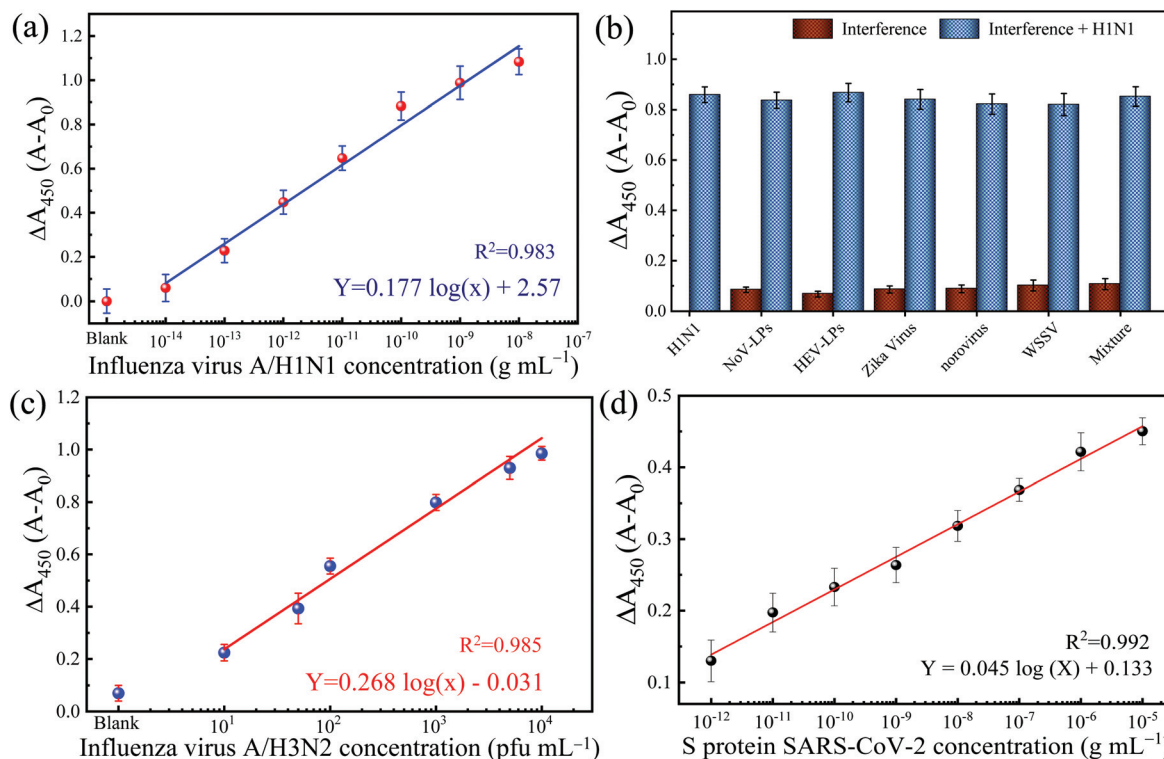 (a)
1.2
1.0
0.8
0.6
0.4
0.2
0.0
ΔA₄₅₀ (A-A₀)
R²=0.983
Y=0.177 log(x) + 2.57
Blank 10⁻¹⁴ 10⁻¹³ 10⁻¹² 10⁻¹¹ 10⁻¹⁰ 10⁻⁹ 10⁻⁸ 10⁻⁷
Influenza virus A/H1N1 concentration (g mL⁻¹)
(b)
Interference Interference + H1N1
1.0
0.8
0.6
0.4
0.2
0.0
ΔA₄₅₀ (A-A₀)
H1N1
NoV-LPs
HEV-LPs
Zika Virus
norovirus
WSSV
Mixture
(c)
1.2
1.0
0.8
0.6
0.4
0.2
0.0
ΔA₄₅₀ (A-A₀)
R²=0.985
Y=0.268 log(x) - 0.031
Blank 10¹ 10² 10³ 10⁴
Influenza virus A/H3N2 concentration (pfu mL⁻¹)
(d)
0.5
0.4
0.3
0.2
0.1
ΔA₄₅₀ (A-A₀)
R²=0.992
Y = 0.045 log (X) + 0.133
10⁻¹² 10⁻¹¹ 10⁻¹⁰ 10⁻⁹ 10⁻⁸ 10⁻⁷ 10⁻⁶ 10⁻⁵
S protein SARS-CoV-2 concentration (g mL⁻¹)